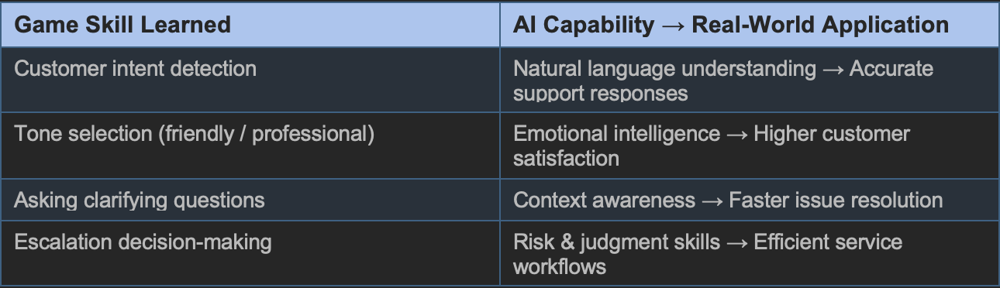 Game Skill Learned
AI Capability → Real-World Application
Customer intent detection
Natural language understanding → Accurate
support responses
Tone selection (friendly / professional)
Emotional intelligence → Higher customer
satisfaction
Asking clarifying questions
Context awareness → Faster issue resolution
Escalation decision-making
Risk & judgment skills → Efficient service
workflows